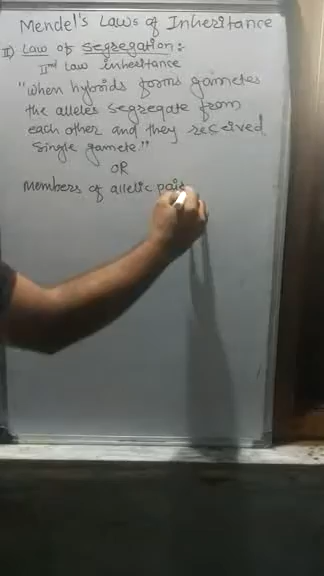 Mendel's Laws of Inheritance
II) Law of segregation:
IInd Law inheritance
"When hybrids forms gametes
the alleles segregate from
each other and they received
single gamete."
OR
Members of allelic pair